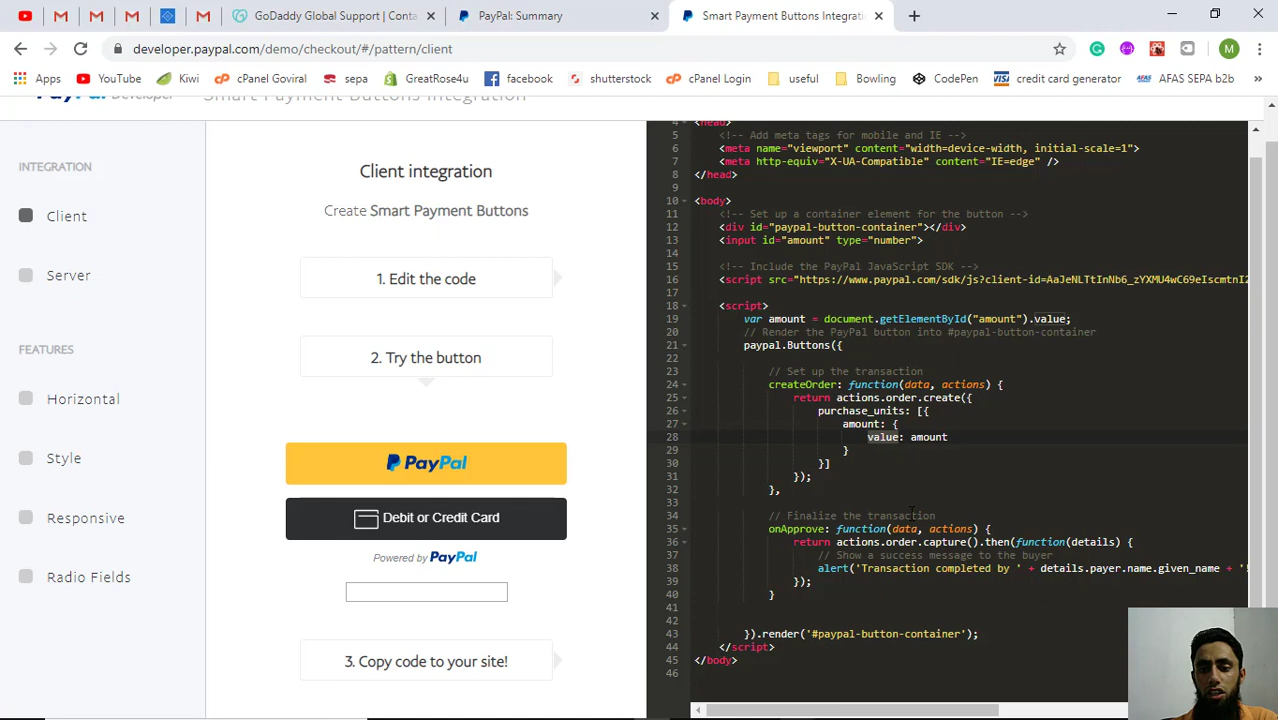 GoDaddy Global Support | Conta
PayPal: Summary
Smart Payment Buttons Integrati
developer.paypal.com/demo/checkout/#/pattern/client
M
Apps
YouTube
Kiwi
cPanel Goviral
sepa
GreatRose4u
facebook
shutterstock
cPanel Login
useful
Bowling
CodePen
VISA
credit card generator
AFAS
AFAS SEPA b2b
»
PayPal Developer
Smart Payment Buttons Integration
INTEGRATION
Client
Server
FEATURES
Horizontal
Style
Responsive
Radio Fields
Client integration
Create Smart Payment Buttons
1. Edit the code
2. Try the button
PayPal
Debit or Credit Card
Powered by PayPal
3. Copy code to your site!
4 <head>
5 <!-- Add meta tags for mobile and IE -->
6 <meta name="viewport" content="width=device-width, initial-scale=1">
7 <meta http-equiv="X-UA-Compatible" content="IE=edge" />
8 </head>
9
10 <body>
11 <!-- Set up a container element for the button -->
12 <div id="paypal-button-container"></div>
13 <input id="amount" type="number">
14
15 <!-- Include the PayPal JavaScript SDK -->
16 <script src="https://www.paypal.com/sdk/js?client-id=AaJeNLTtInNb6_zYXMU4wC69eIscmtnI2
17
18 <script>
19 var amount = document.getElementById("amount").value;
20 // Render the PayPal button into #paypal-button-container
21 paypal.Buttons({
22
23 // Set up the transaction
24 createOrder: function(data, actions) {
25 return actions.order.create({
26 purchase_units: [{
27 amount: {
28 value: amount
29 }
30 }]
31 });
32 },
33
34 // Finalize the transaction
35 onApprove: function(data, actions) {
36 return actions.order.capture().then(function(details) {
37 // Show a success message to the buyer
38 alert('Transaction completed by ' + details.payer.name.given_name + '!
39 });
40 }
41
42
43 }).render('#paypal-button-container');
44 </script>
45 </body>
46